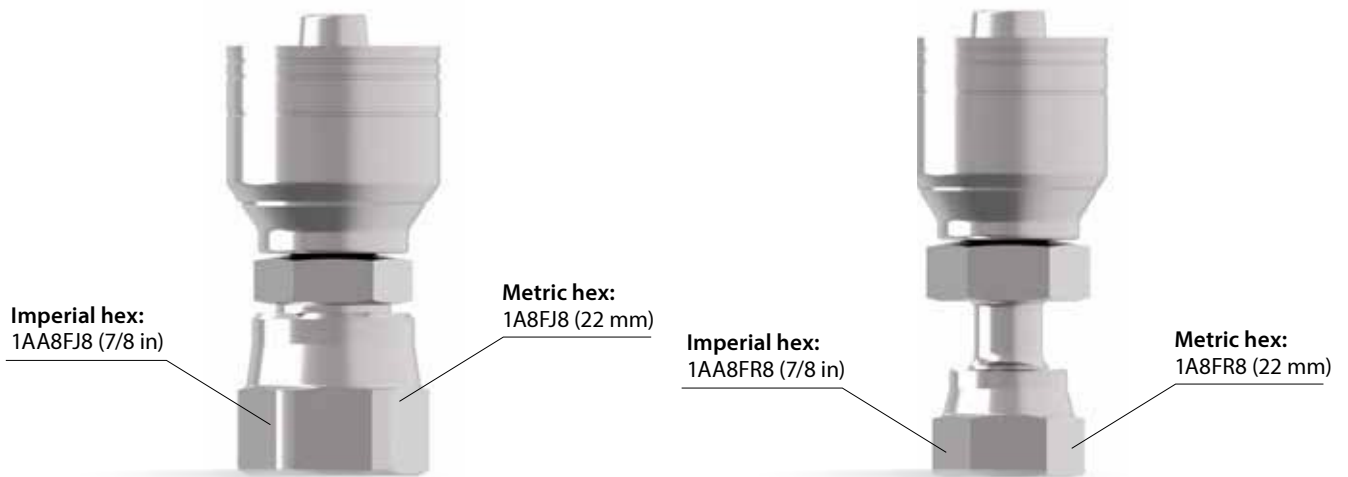 Imperial hex:
1AA8FJ8 (7/8 in)
Metric hex:
1A8FJ8 (22 mm)
Imperial hex:
1AA8FR8 (7/8 in)
Metric hex:
1A8FR8 (22 mm)